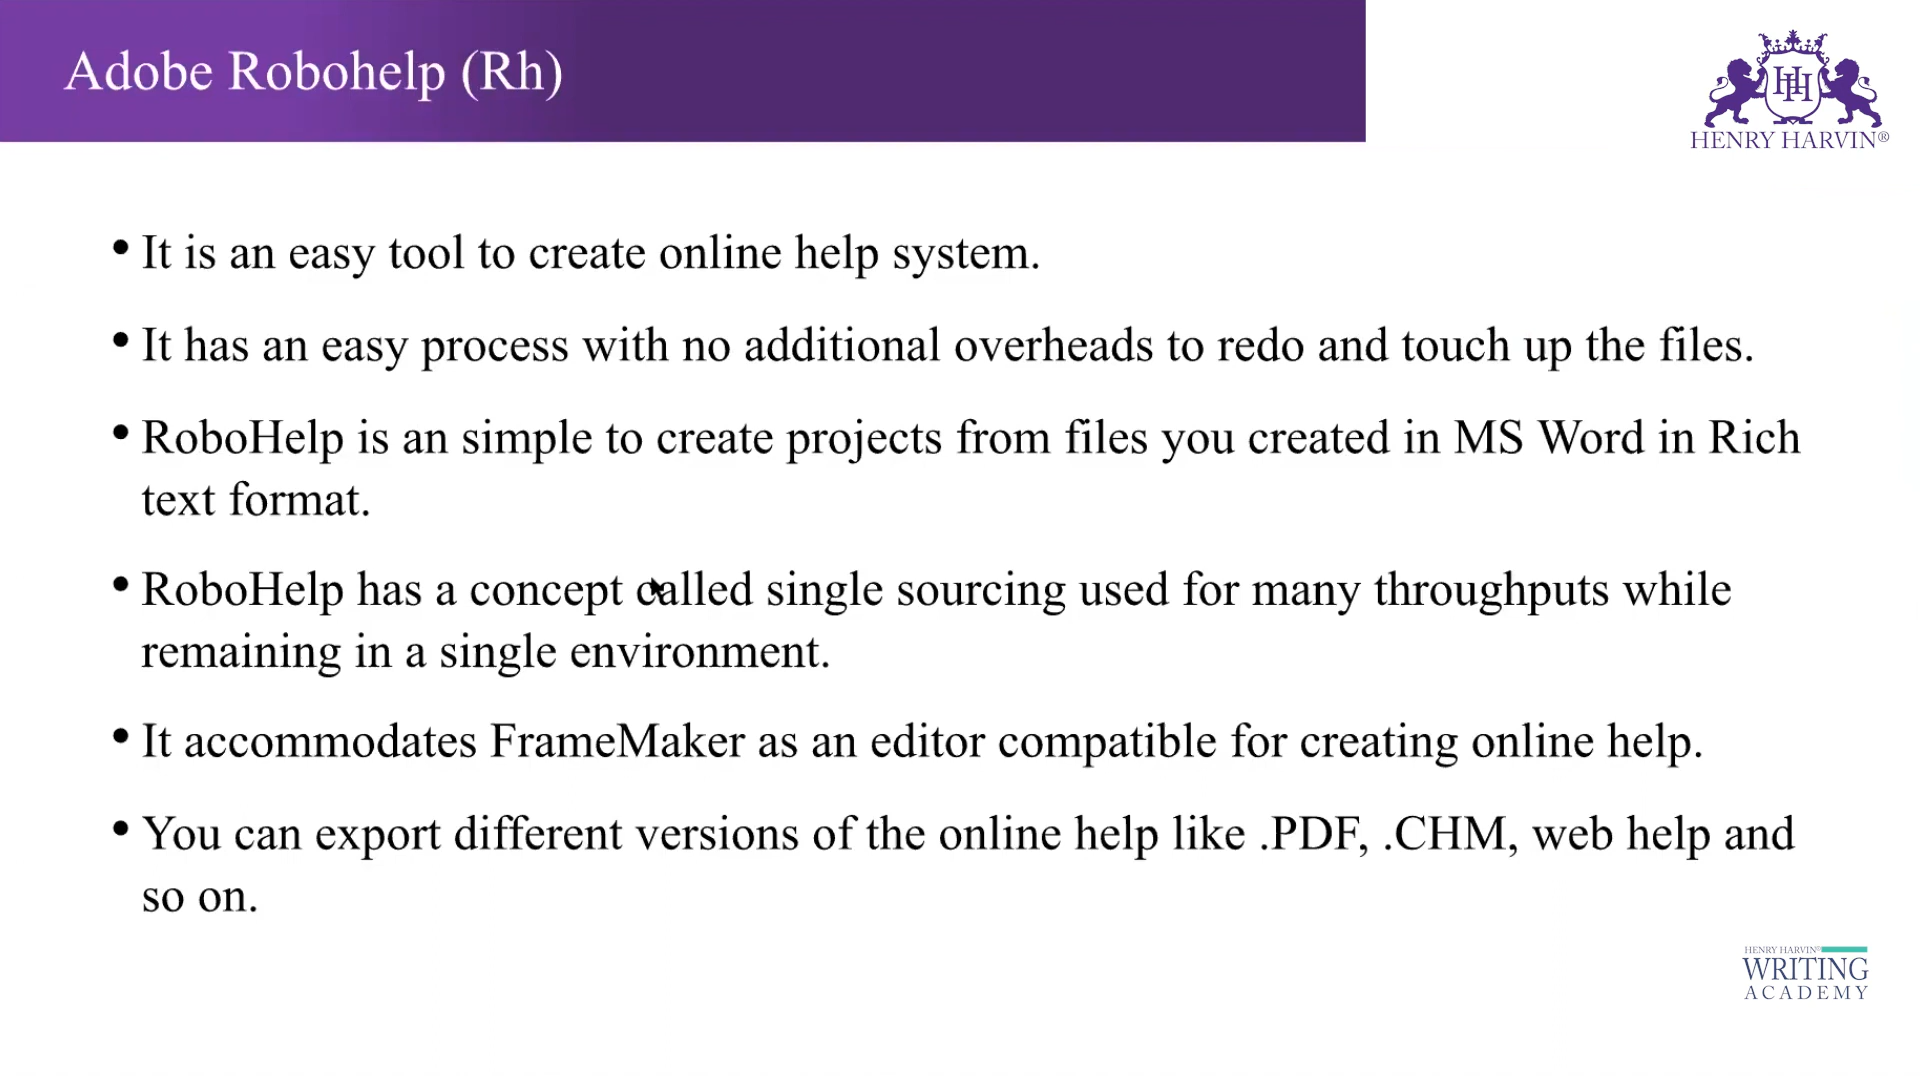 Adobe Robohelp (Rh)
HH
HENRY HARVIN®
• It is an easy tool to create online help system.
• It has an easy process with no additional overheads to redo and touch up the files.
• RoboHelp is an simple to create projects from files you created in MS Word in Rich
text format.
• RoboHelp has a concept called single sourcing used for many throughputs while
remaining in a single environment.
• It accommodates FrameMaker as an editor compatible for creating online help.
• You can export different versions of the online help like .PDF, .CHM, web help and
so on.
HENRY HARVIN®
WRITING
ACADEMY